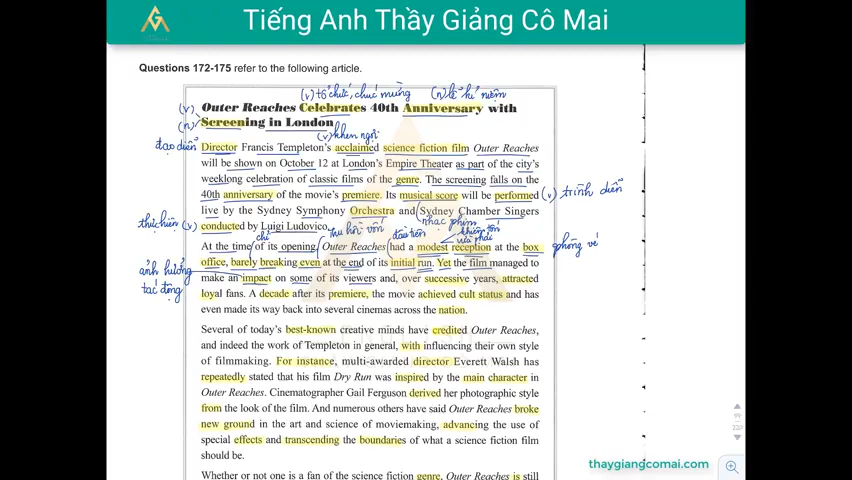 Tiếng Anh Thầy Giảng Cô Mai
Questions 172-175 refer to the following article.
(v) tổ chức, chúc mừng (n) lễ kỉ niệm
(v) Outer Reaches Celebrates 40th Anniversary with
(n) Screening in London
(v) khen ngợi
đạo diễn Director Francis Templeton's acclaimed science fiction film Outer Reaches
will be shown on October 12 at London's Empire Theater as part of the city's
weeklong celebration of classic films of the genre. The screening falls on the
40th anniversary of the movie's premiere. Its musical score will be performed (v) trình diễn
live by the Sydney Symphony Orchestra and Sydney Chamber Singers
nhạc phim
thực hiện (v) conducted by Luigi Ludovico.
chỉ thu hồi vốn đầu tiên khiêm tốn
vừa phải
At the time of its opening, Outer Reaches had a modest reception at the box phòng vé
office, barely breaking even at the end of its initial run. Yet the film managed to
ảnh hưởng
tác động
make an impact on some of its viewers and, over successive years, attracted
loyal fans. A decade after its premiere, the movie achieved cult status and has
even made its way back into several cinemas across the nation.
Several of today's best-known creative minds have credited Outer Reaches,
and indeed the work of Templeton in general, with influencing their own style
of filmmaking. For instance, multi-awarded director Everett Walsh has
repeatedly stated that his film Dry Run was inspired by the main character in
Outer Reaches. Cinematographer Gail Ferguson derived her photographic style
from the look of the film. And numerous others have said Outer Reaches broke
new ground in the art and science of moviemaking, advancing the use of
special effects and transcending the boundaries of what a science fiction film
should be.
Whether or not one is a fan of the science fiction genre, Outer Reaches is still
thaygiangcomai.com